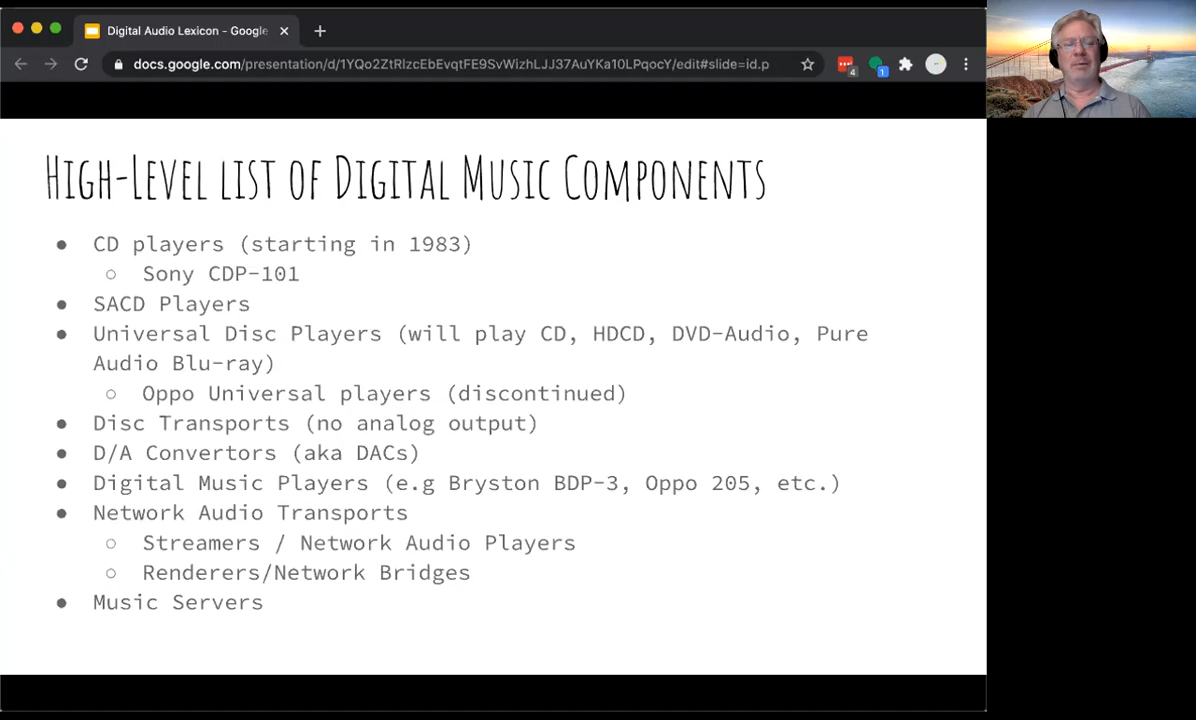 Digital Audio Lexicon - Google
docs.google.com/presentation/d/1YQo2ZtRlzcEbEvqtFE9SvWizhLJJ37AuYKa10LPqocY/edit#slide=id.p
4
1
High-Level list of Digital Music Components
CD players (starting in 1983)
Sony CDP-101
SACD Players
Universal Disc Players (will play CD, HDCD, DVD-Audio, Pure
Audio Blu-ray)
Oppo Universal players (discontinued)
Disc Transports (no analog output)
D/A Convertors (aka DACs)
Digital Music Players (e.g Bryston BDP-3, Oppo 205, etc.)
Network Audio Transports
Streamers / Network Audio Players
Renderers/Network Bridges
Music Servers